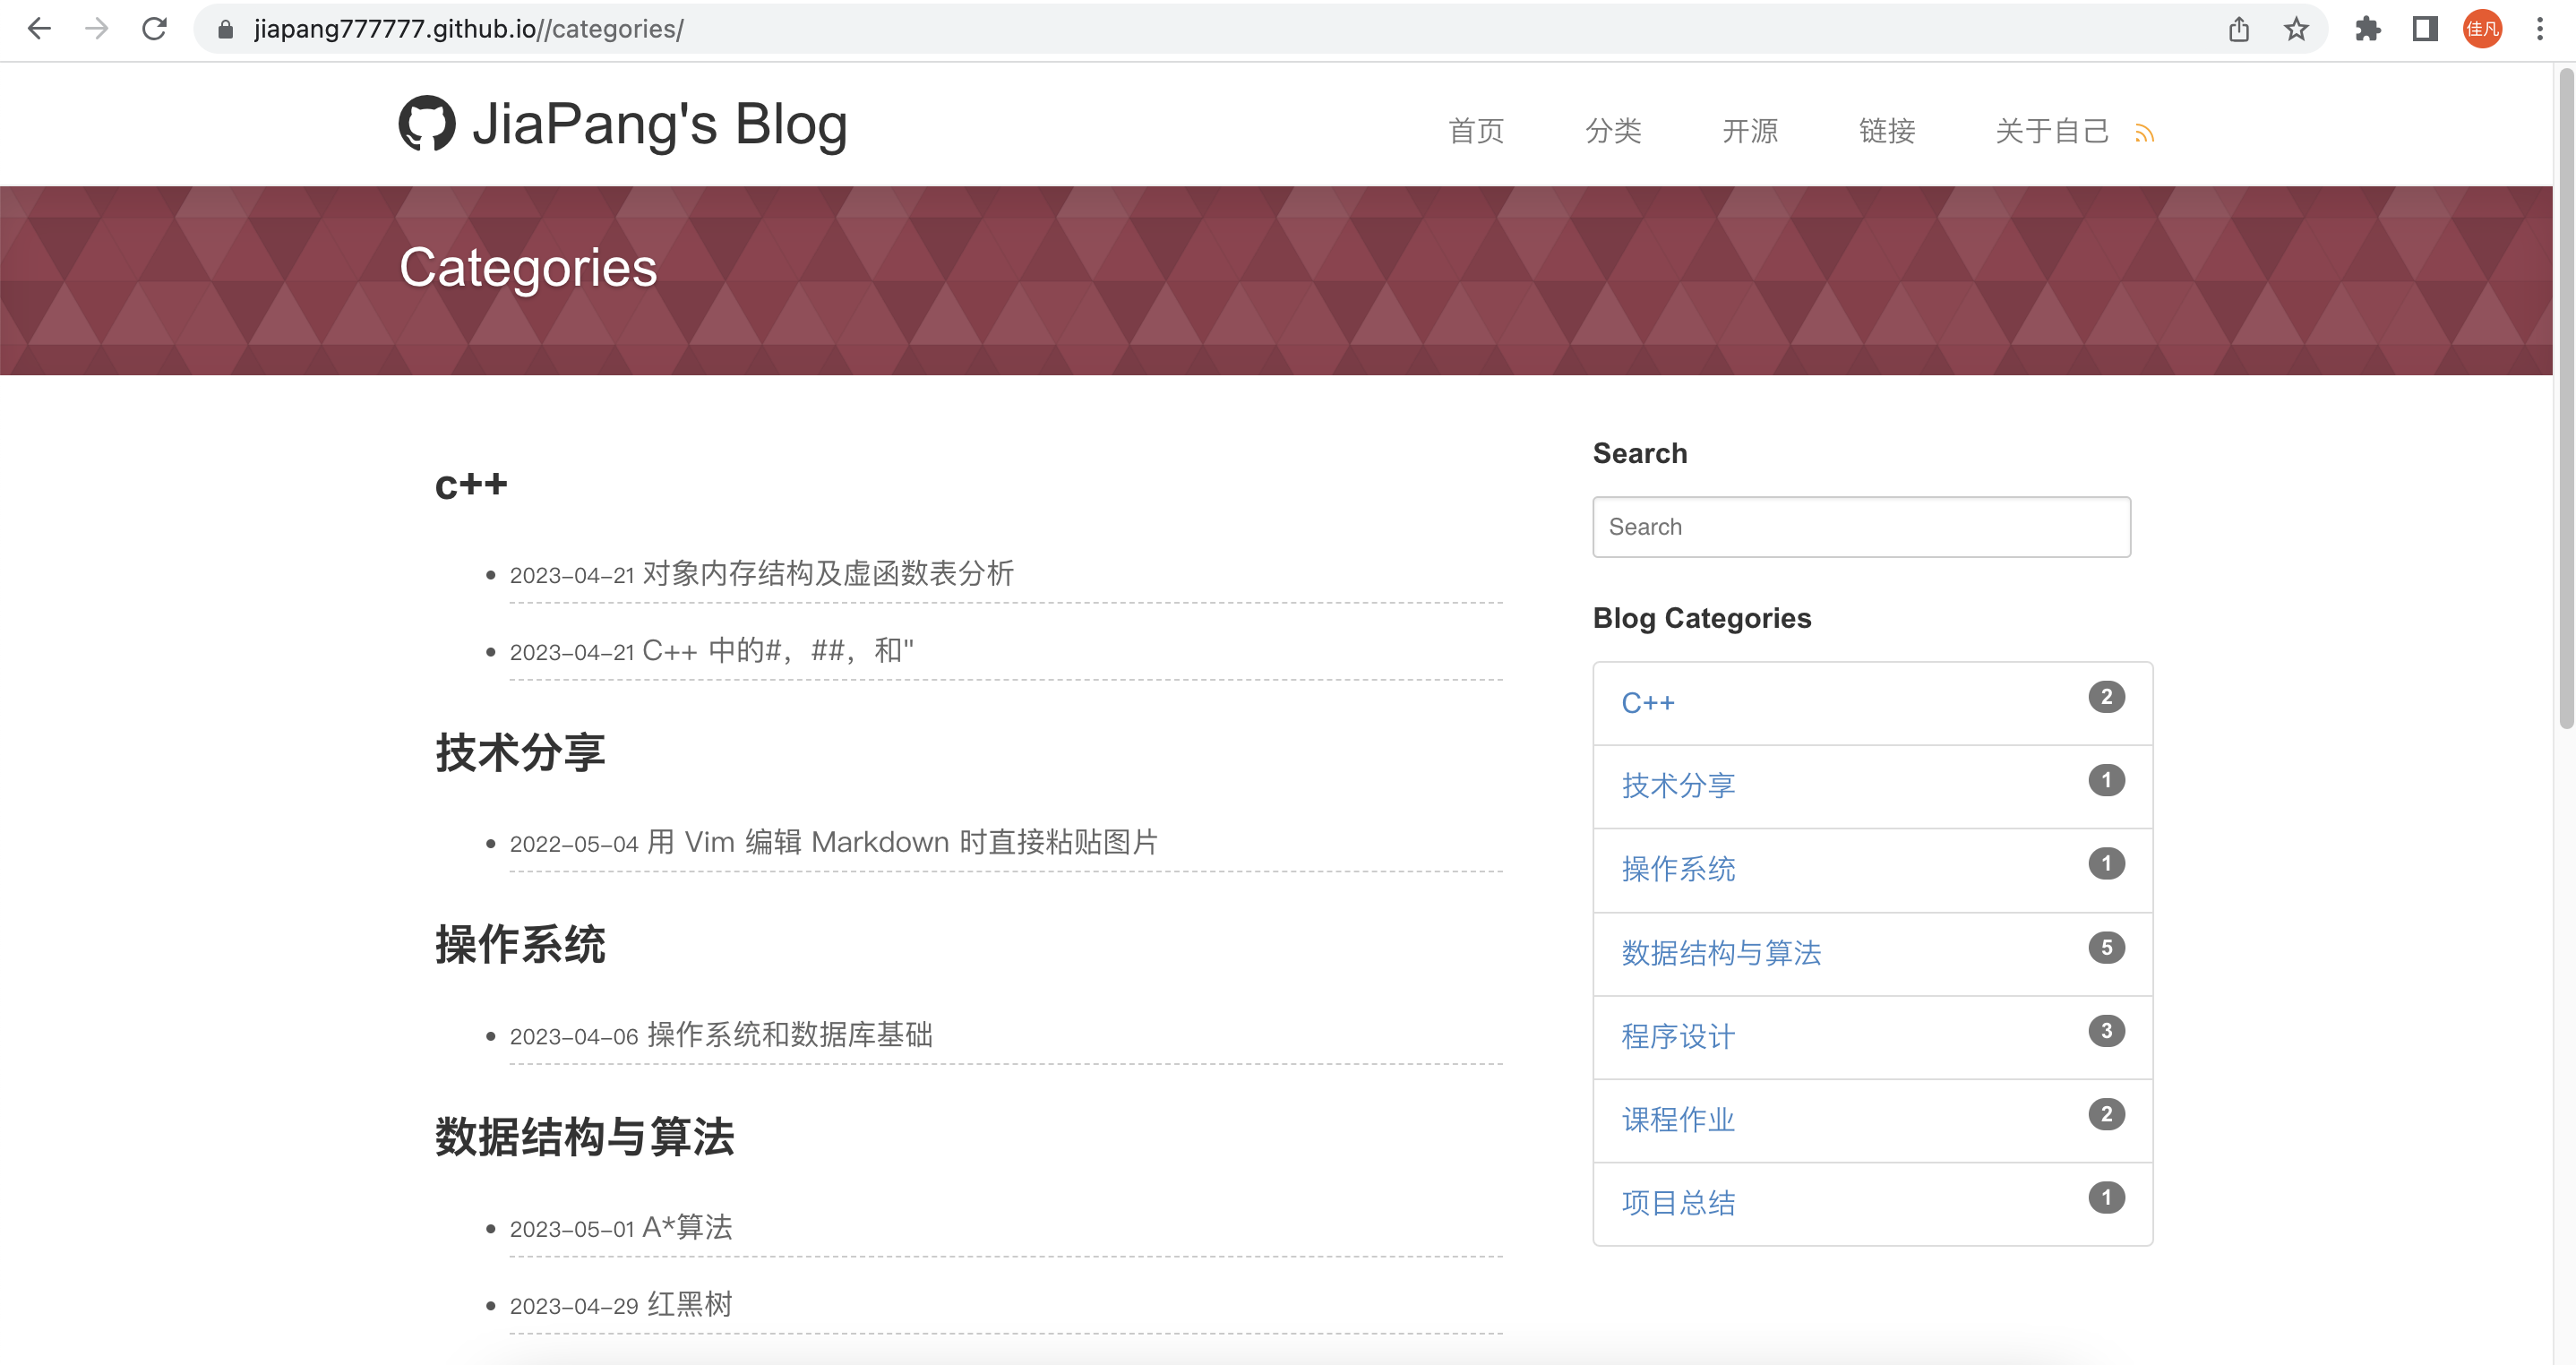 jiapang777777.github.io//categories/
佳凡
JiaPang's Blog
首页 分类 开源 链接 关于自己
Categories
c++
2023-04-21 对象内存结构及虚函数表分析
2023-04-21 C++ 中的#，##，和"
技术分享
2022-05-04 用 Vim 编辑 Markdown 时直接粘贴图片
操作系统
2023-04-06 操作系统和数据库基础
数据结构与算法
2023-05-01 A*算法
2023-04-29 红黑树
Search
Search
Blog Categories
C++ 2
技术分享 1
操作系统 1
数据结构与算法 5
程序设计 3
课程作业 2
项目总结 1